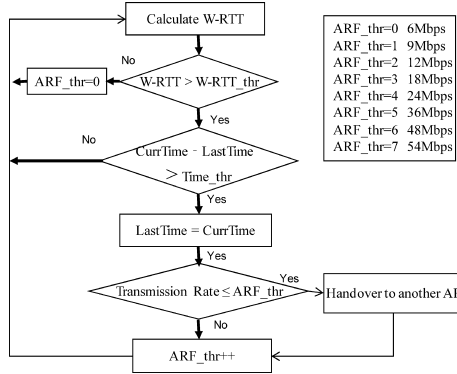 Calculate W-RTT
No
ARF_thr=0
W-RTT > W-RTT_thr
Yes
No
CurrTime - LastTime
> Time_thr
Yes
LastTime = CurrTime
Yes
Transmission Rate ≤ ARF_thr
Yes
Handover to another AP
No
ARF_thr++
ARF_thr=0 6Mbps
ARF_thr=1 9Mbps
ARF_thr=2 12Mbps
ARF_thr=3 18Mbps
ARF_thr=4 24Mbps
ARF_thr=5 36Mbps
ARF_thr=6 48Mbps
ARF_thr=7 54Mbps